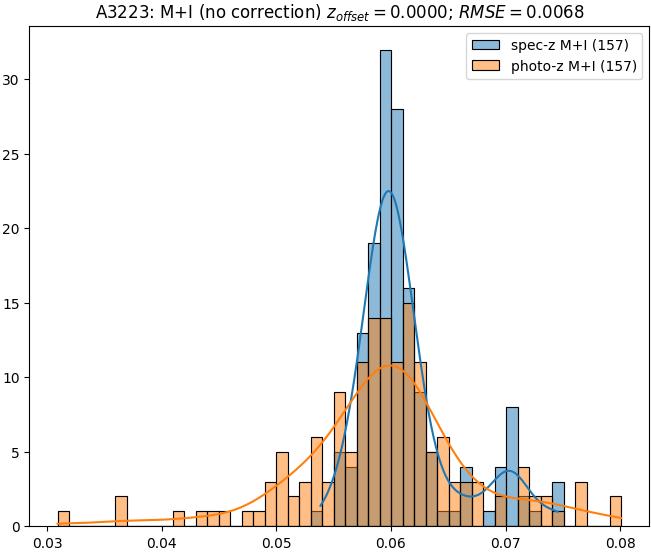 A3223: M+I (no correction) z_offset = 0.0000; RMSE = 0.0068
spec-z M+I (157)
photo-z M+I (157)
30
25
20
15
10
5
0
0.03 0.04 0.05 0.06 0.07 0.08